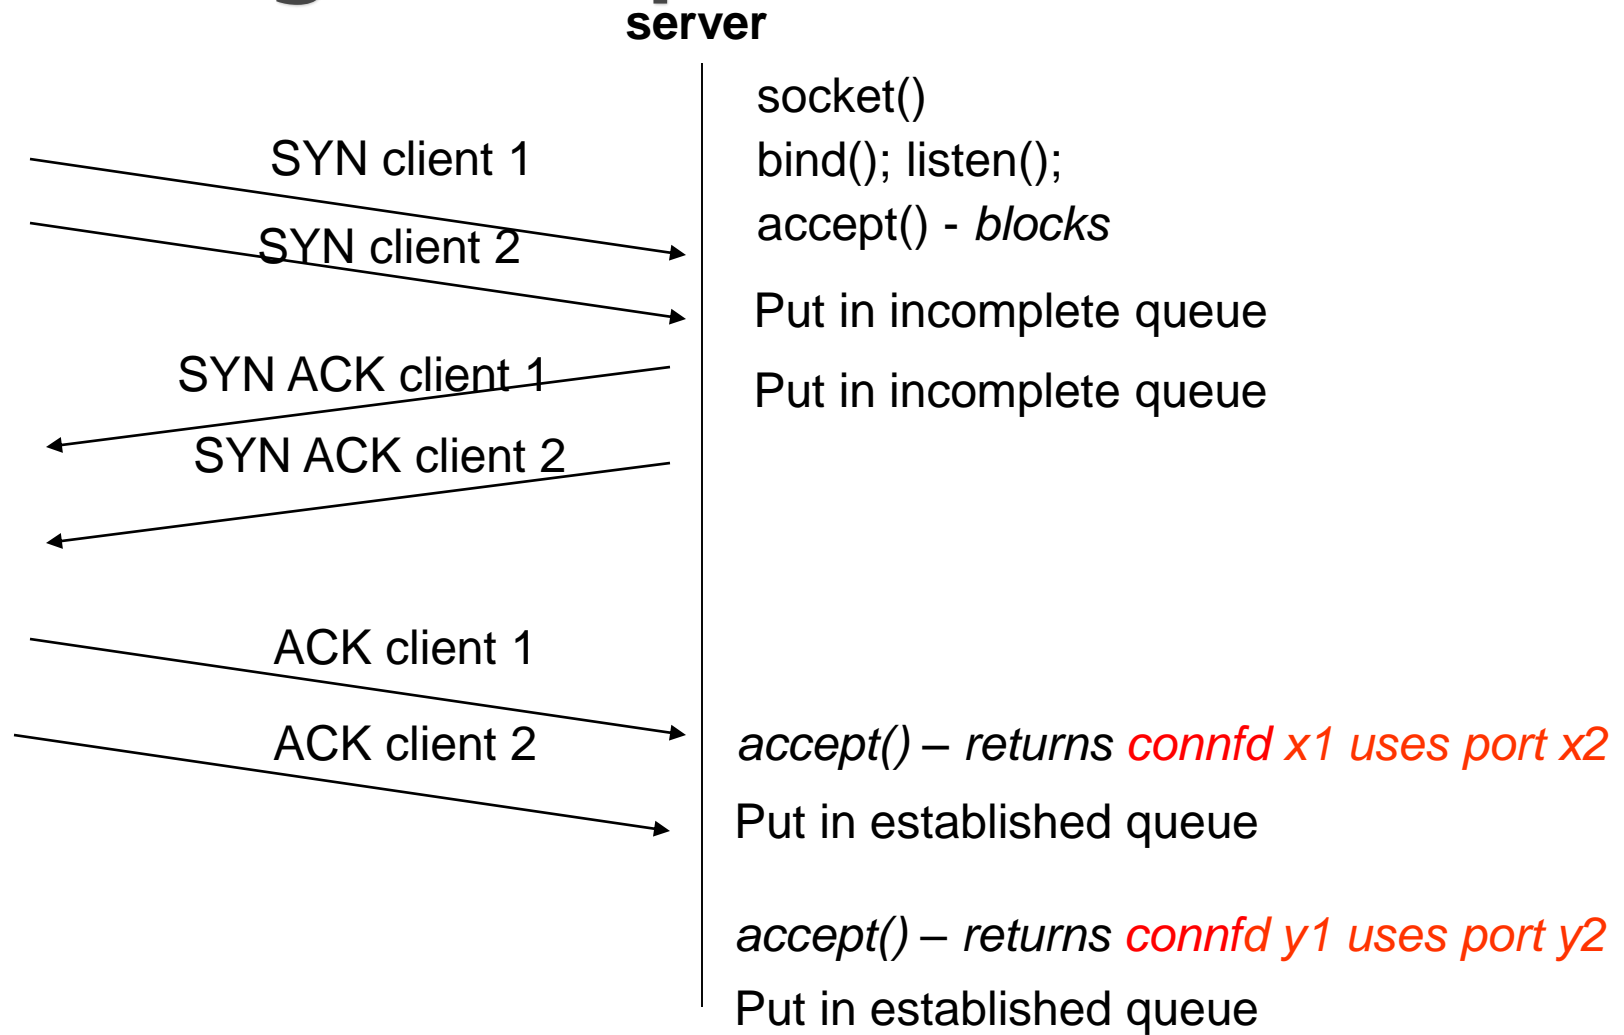 server
socket()
SYN client 1
bind(); listen();
accept() - blocks
SYN client 2
Put in incomplete queue
SYN ACK client 1
Put in incomplete queue
SYN ACK client 2
ACK client 1
ACK client 2
accept() – returns connfd x1 uses port x2
Put in established queue
accept() – returns connfd y1 uses port y2
Put in established queue